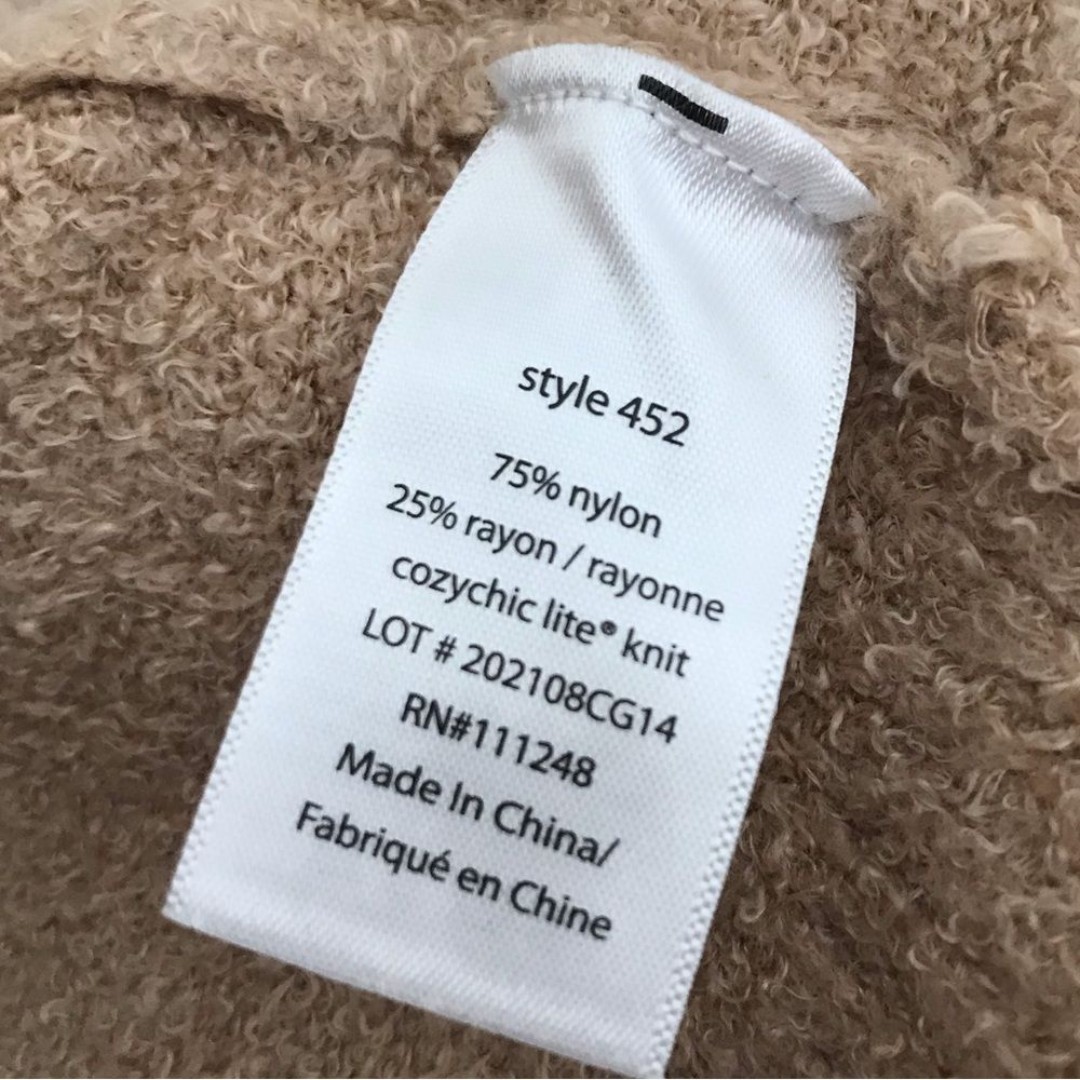 style 452
75% nylon
25% rayon / rayonne
cozychic lite® knit
LOT # 202108CG14
RN#111248
Made In China/
Fabriqué en Chine